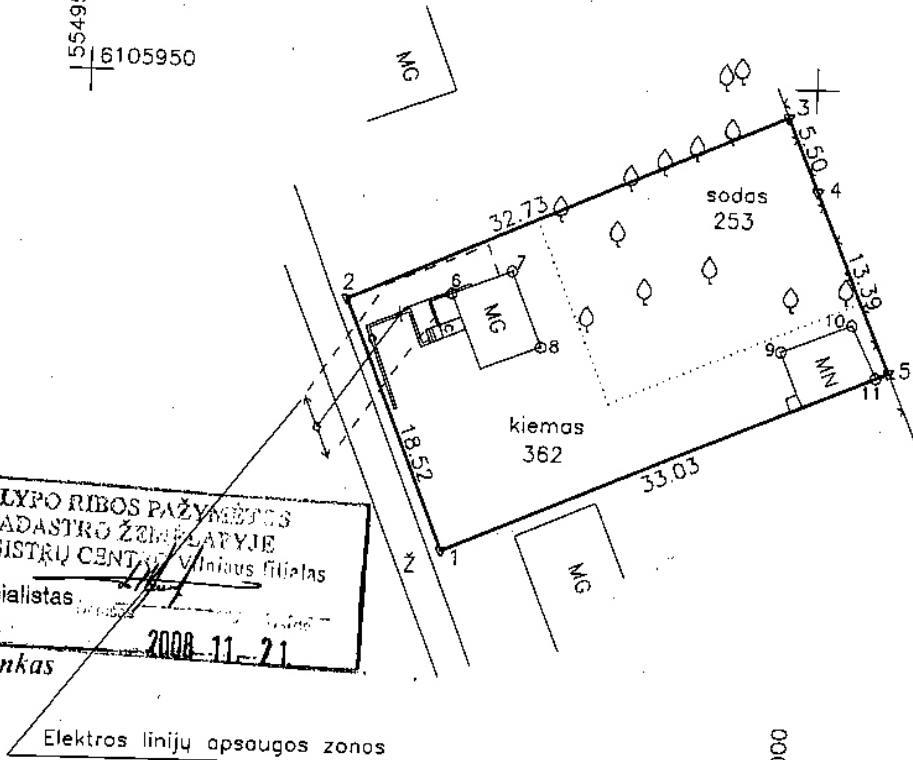 55495
6105950
MG
3
5.50
sodas
253
4
32.73
13.39
2
6
7
MG
8
10
9
MN
5
11
kiemas
362
18.52
33.03
1
Ž
MG
LYPO RIBOS PAŽYMĖTOS
ADASTRO ŽEMĖLAPYJE
ISTRŲ CENTRO Vilniaus filialas
ialistas
2008 11 21
nkas
Elektros linijų apsaugos zonos
000